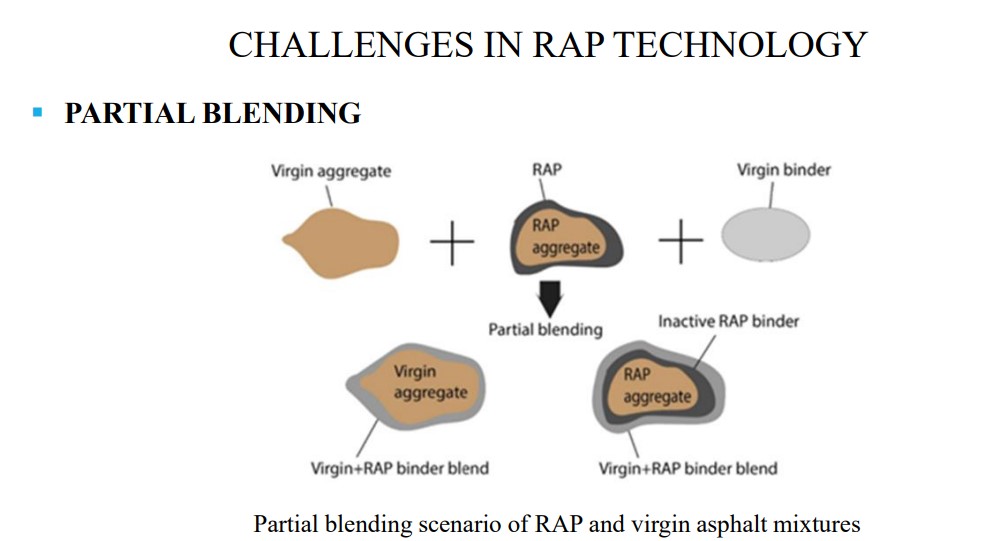 CHALLENGES IN RAP TECHNOLOGY
PARTIAL BLENDING
Virgin aggregate
RAP
Virgin binder
RAP
aggregate
Partial blending
Inactive RAP binder
Virgin
aggregate
RAP
aggregate
Virgin+RAP binder blend
Virgin+RAP binder blend
Partial blending scenario of RAP and virgin asphalt mixtures